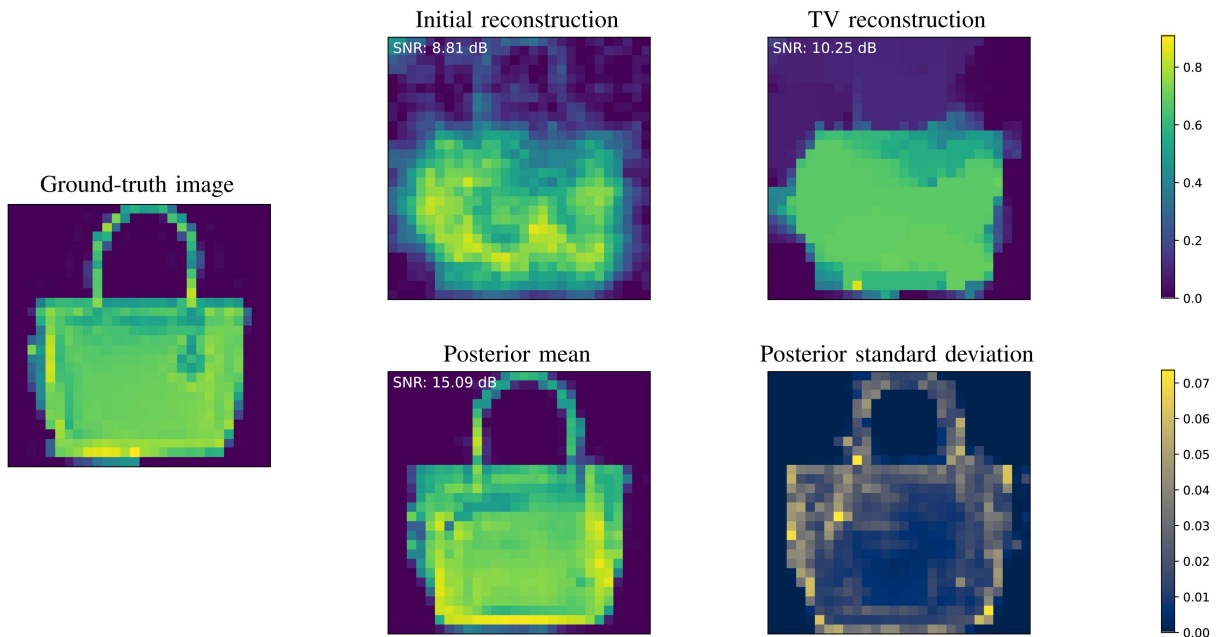 Initial reconstruction
TV reconstruction
SNR: 8.81 dB
SNR: 10.25 dB
0.8
0.6
0.4
0.2
0.0
Ground-truth image
Posterior mean
Posterior standard deviation
SNR: 15.09 dB
0.07
0.06
0.05
0.04
0.03
0.02
0.01
0.00